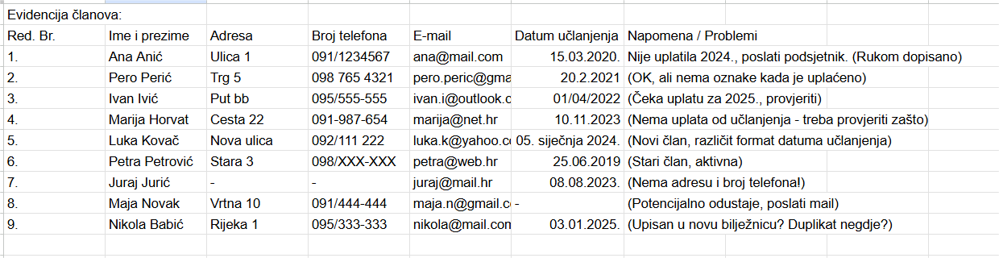 Evidencija članova:
Red. Br. Ime i prezime Adresa Broj telefona E-mail Datum učlanjenja Napomena / Problemi
1. Ana Anić Ulica 1 091/1234567 ana@mail.com 15.03.2020. Nije uplatila 2024., poslati podsjetnik. (Rukom dopisano)
2. Pero Perić Trg 5 098 765 4321 pero.peric@gma 20.2.2021 (OK, ali nema oznake kada je uplaćeno)
3. Ivan Ivić Put bb 095/555-555 ivan.i@outlook.c 01/04/2022 (Čeka uplatu za 2025., provjeriti)
4. Marija Horvat Cesta 22 091-987-654 marija@net.hr 10.11.2023 (Nema uplata od učlanjenja - treba provjeriti zašto)
5. Luka Kovač Nova ulica 092/111 222 luka.k@yahoo.co 05. siječnja 2024. (Novi član, različit format datuma učlanjenja)
6. Petra Petrović Stara 3 098/XXX-XXX petra@web.hr 25.06.2019 (Stari član, aktivna)
7. Juraj Jurić - - juraj@mail.hr 08.08.2023. (Nema adresu i broj telefona!)
8. Maja Novak Vrtna 10 091/444-444 maja.n@gmail.c - (Potencijalno odustaje, poslati mail)
9. Nikola Babić Rijeka 1 095/333-333 nikola@mail.com 03.01.2025. (Upisan u novu bilježnicu? Duplikat negdje?)